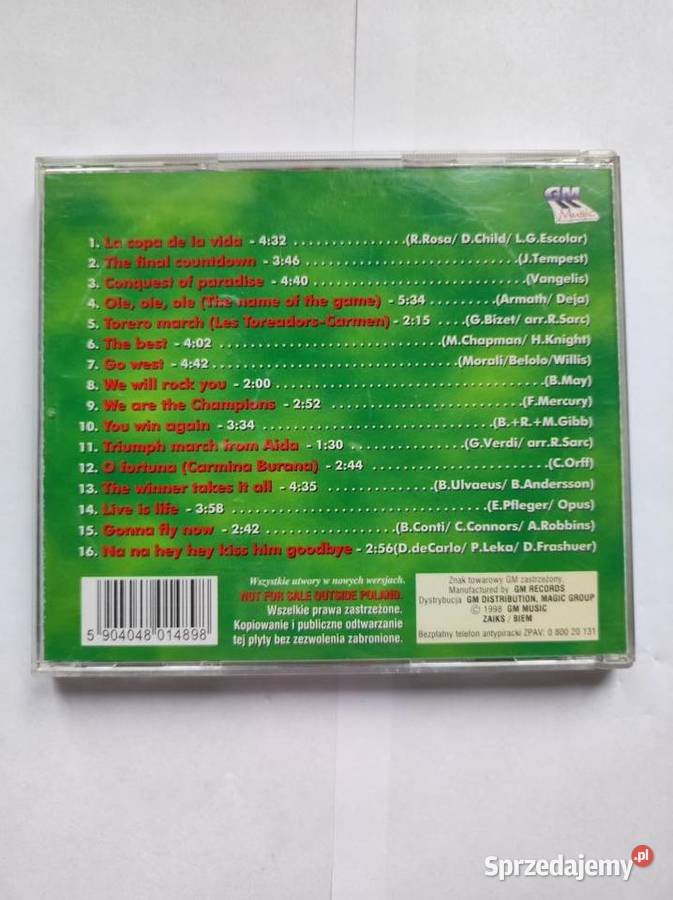 GM
Music
1. La copa de la vida - 4:32 ..................(R.Rosa/ D.Child/ L.G.Escolar)
2. The final countdown - 3:46 ..................................(J.Tempest)
3. Conquest of paradise - 4:40 .................................(Vangelis)
4. Ole, ole, ole (The name of the game) - 5:34 ..........(Armath/ Deja)
5. Torero march (Les Toreadors-Carmen) - 2:15 ....(G.Bizet/ arr.R.Sarc)
6. The best - 4:02 ..................................(M.Chapman/ H.Knight)
7. Go west - 4:42 ....................................(Morali/Belolo/Willis)
8. We will rock you - 2:00 .........................................(B.May)
9. We are the Champions - 2:52 ...............................(F.Mercury)
10. You win again - 3:34 ..................................(B.+R.+M.Gibb)
11. Triumph march from Aida - 1:30 ..................(G.Verdi/ arr.R.Sarc)
12. O fortuna (Carmina Burana) - 2:44 ...........................(C.Orff)
13. The winner takes it all - 4:35 ..................(B.Ulvaeus/ B.Andersson)
14. Live is life - 3:58 ......................................(E.Pfleger/ Opus)
15. Gonna fly now - 2:42 ..................(B.Conti/ C.Connors/ A.Robbins)
16. Na na hey hey kiss him goodbye - 2:56(D.deCarlo/ P.Leka/ D.Frashuer)
Wszystkie utwory w nowych wersjach.
NOT FOR SALE OUTSIDE POLAND.
Wszelkie prawa zastrzeżone.
Kopiowanie i publiczne odtwarzanie
tej płyty bez zezwolenia zabronione.
5 904048 014898
Znak towarowy GM zastrzeżony.
Manufactured by GM RECORDS
Dystrybucja GM DISTRIBUTION, MAGIC GROUP
© 1998 GM MUSIC
ZAIKS / BIEM
Bezpłatny telefon antypiracki ZPAV: 0 800 20 131
Sprzedajemy.pl